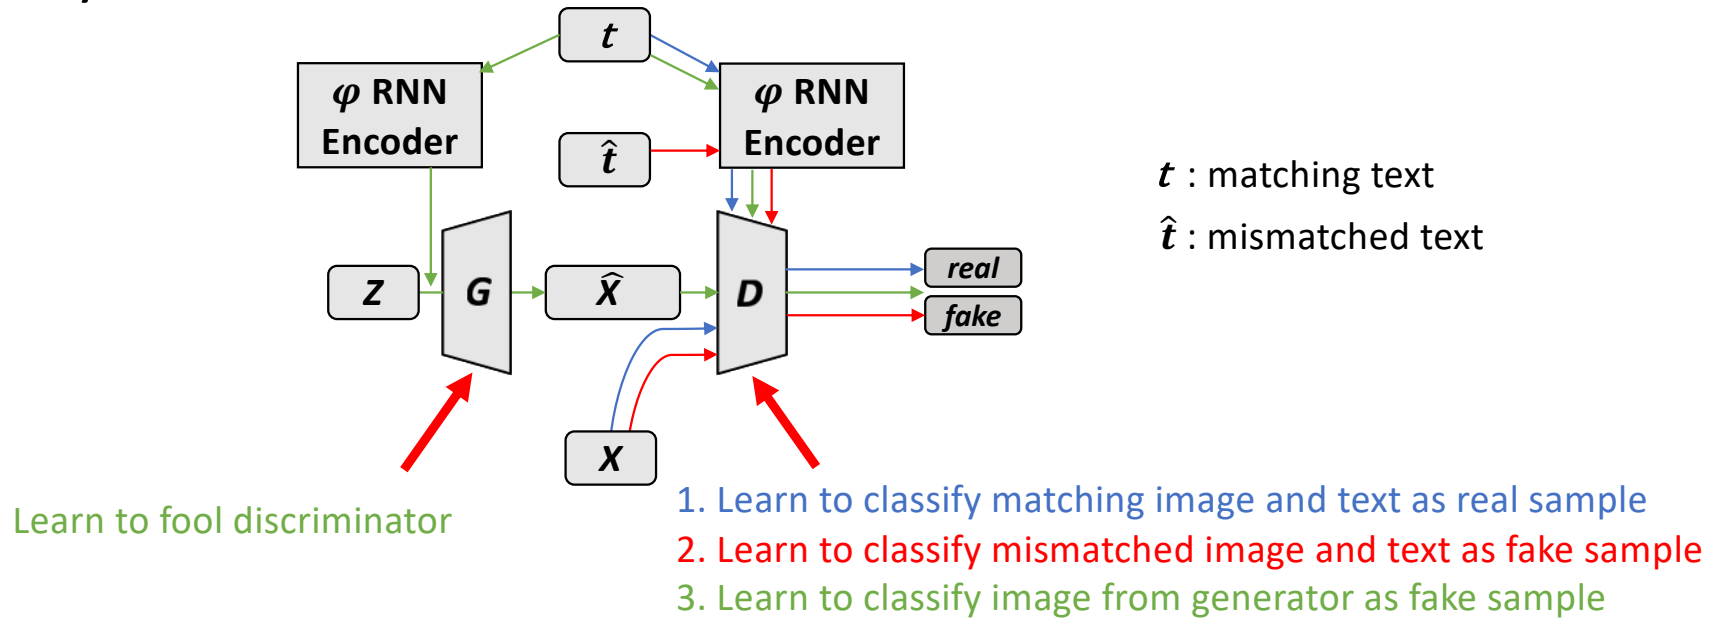 t
φ RNN
Encoder
φ RNN
Encoder
t̂
t : matching text
t̂ : mismatched text
Z
G
X̂
D
real
fake
X
Learn to fool discriminator
1. Learn to classify matching image and text as real sample
2. Learn to classify mismatched image and text as fake sample
3. Learn to classify image from generator as fake sample